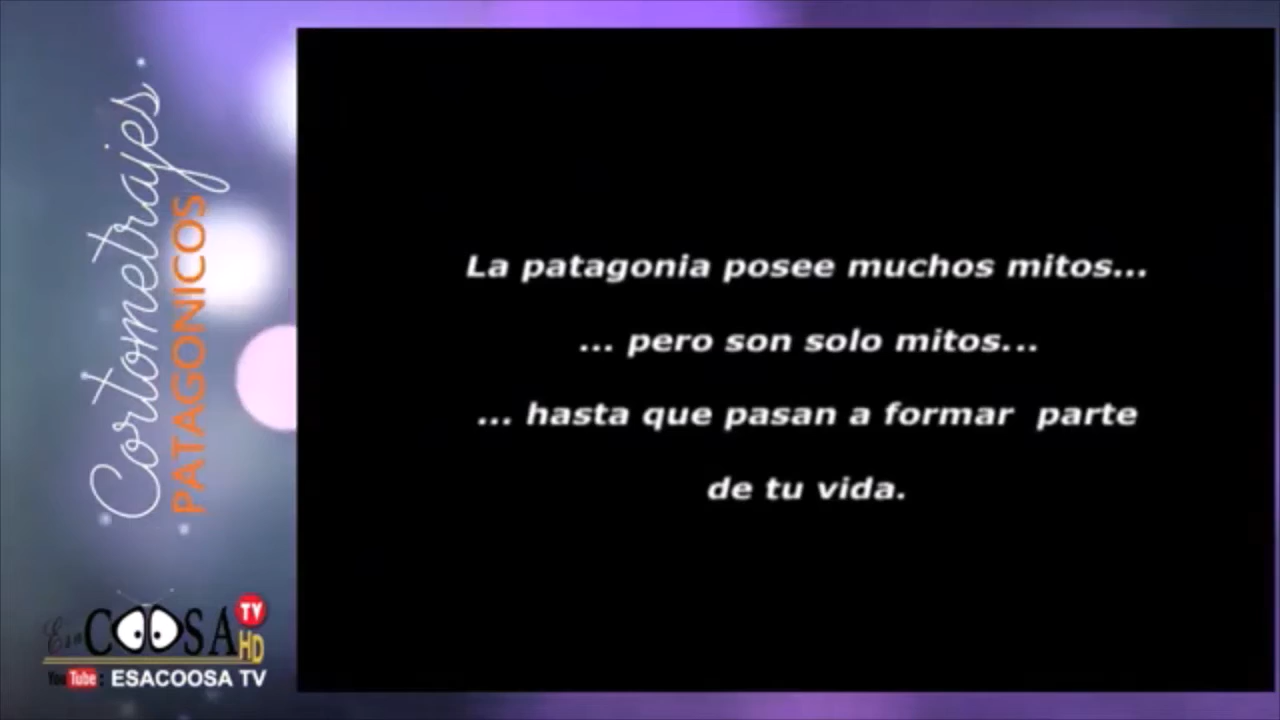 Cortometrajes
PATAGONICOS
La patagonia posee muchos mitos...
... pero son solo mitos...
... hasta que pasan a formar  parte
de tu vida.
Esa COOSA TV HD
YouTube: ESACOOSA TV